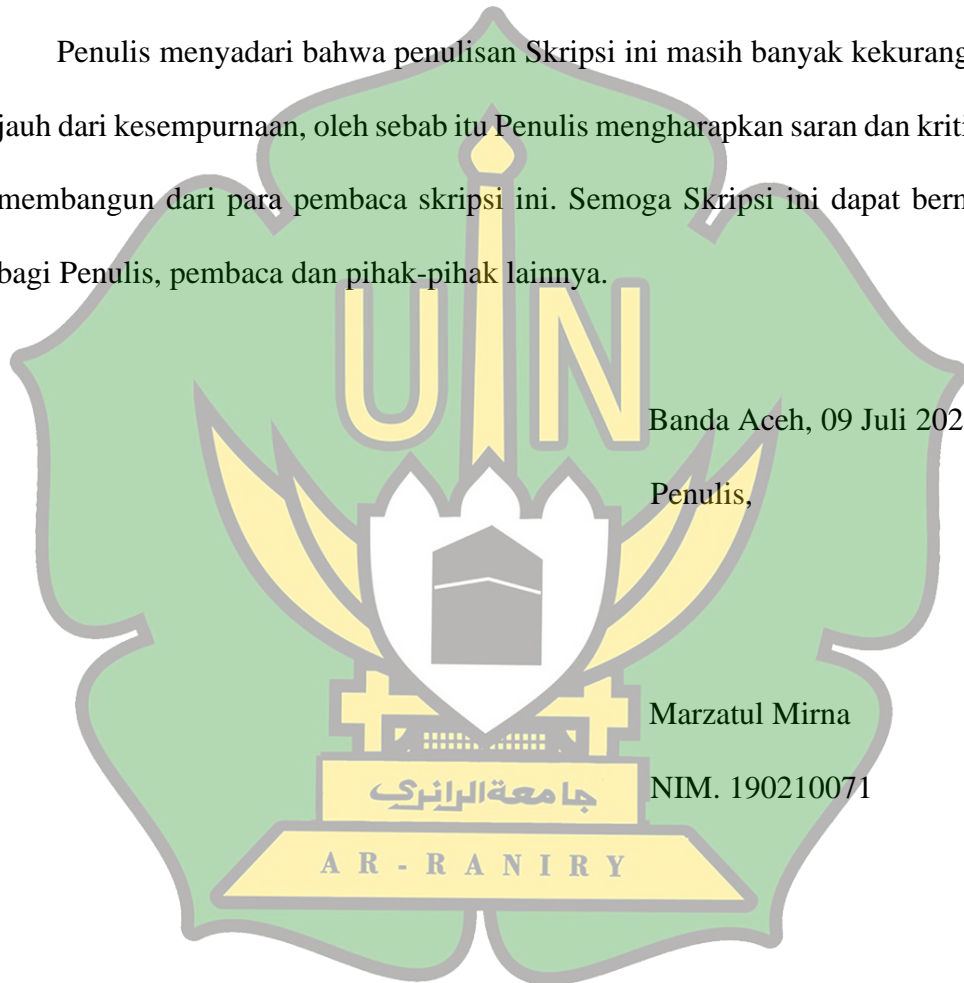 Penulis menyadari bahwa penulisan Skripsi ini masih banyak kekurang
jauh dari kesempurnaan, oleh sebab itu Penulis mengharapkan saran dan kriti
membangun dari para pembaca skripsi ini. Semoga Skripsi ini dapat berm
bagi Penulis, pembaca dan pihak-pihak lainnya.
UIN
Banda Aceh, 09 Juli 202
Penulis,
Marzatul Mirna
NIM. 190210071
جامعة الرانري
AR-RANIRY